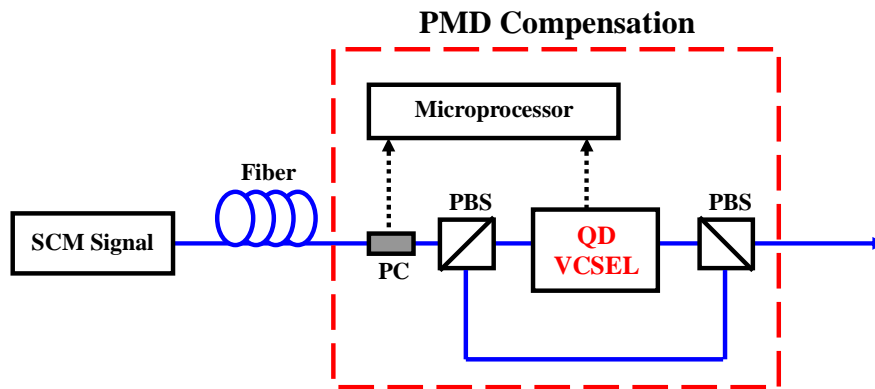 PMD Compensation
Microprocessor
Fiber
SCM Signal
PC
PBS
QD
VCSEL
PBS